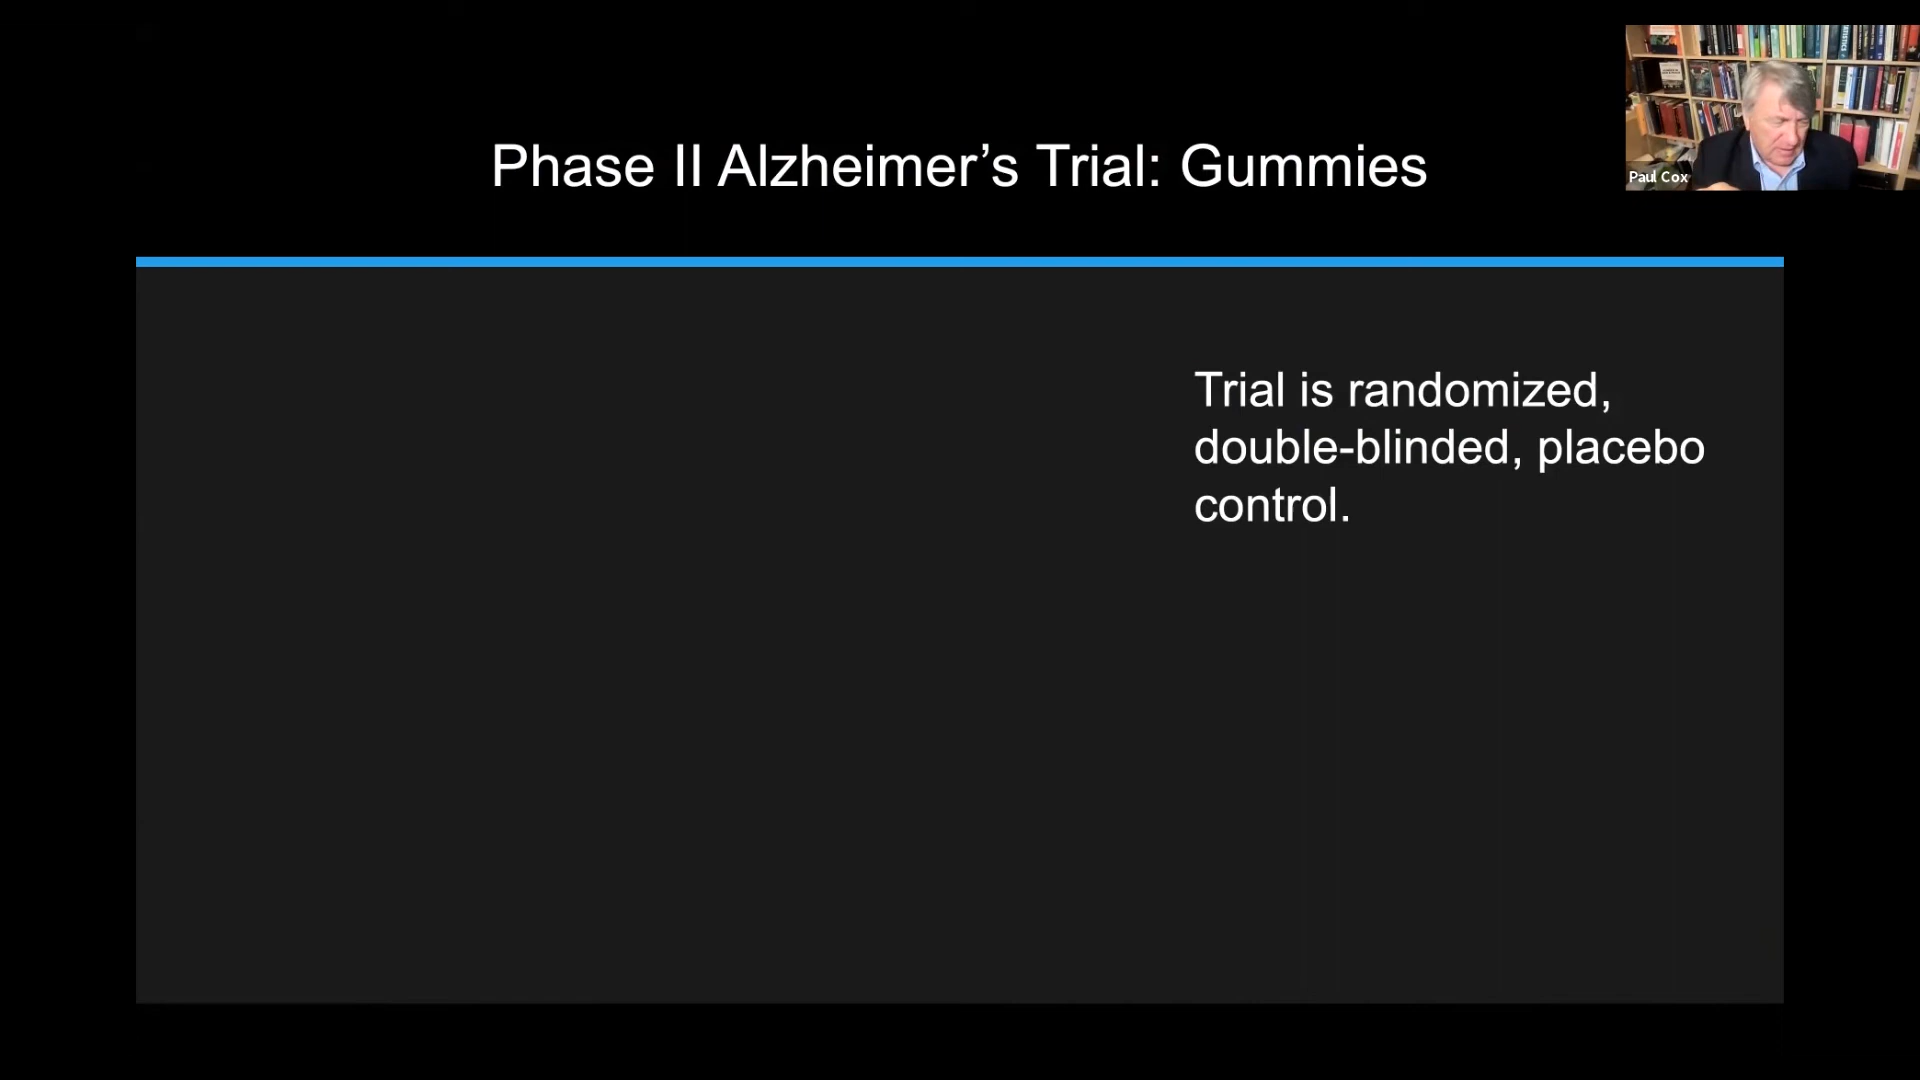 Phase II Alzheimer’s Trial: Gummies
Paul Cox
Trial is randomized,
double-blinded, placebo
control.